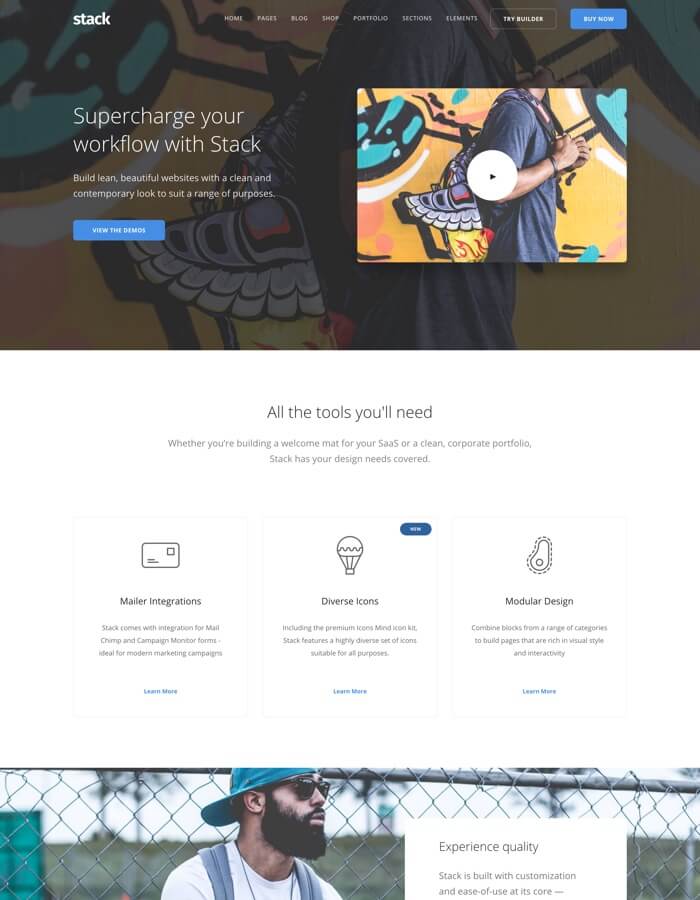 stack
HOME PAGES BLOG SHOP PORTFOLIO SECTIONS ELEMENTS TRY BUILDER BUY NOW
Supercharge your
workflow with Stack
Build lean, beautiful websites with a clean and
contemporary look to suit a range of purposes.
VIEW THE DEMOS
All the tools you'll need
Whether you're building a welcome mat for your SaaS or a clean, corporate portfolio,
Stack has your design needs covered.
Mailer Integrations
Stack comes with integration for Mail
Chimp and Campaign Monitor forms -
ideal for modern marketing campaigns
Learn More
NEW
Diverse Icons
Including the premium Icons Mind icon kit,
Stack features a highly diverse set of icons
suitable for all purposes.
Learn More
Modular Design
Combine blocks from a range of categories
to build pages that are rich in visual style
and interactivity
Learn More
Experience quality
Stack is built with customization
and ease-of-use at its core —